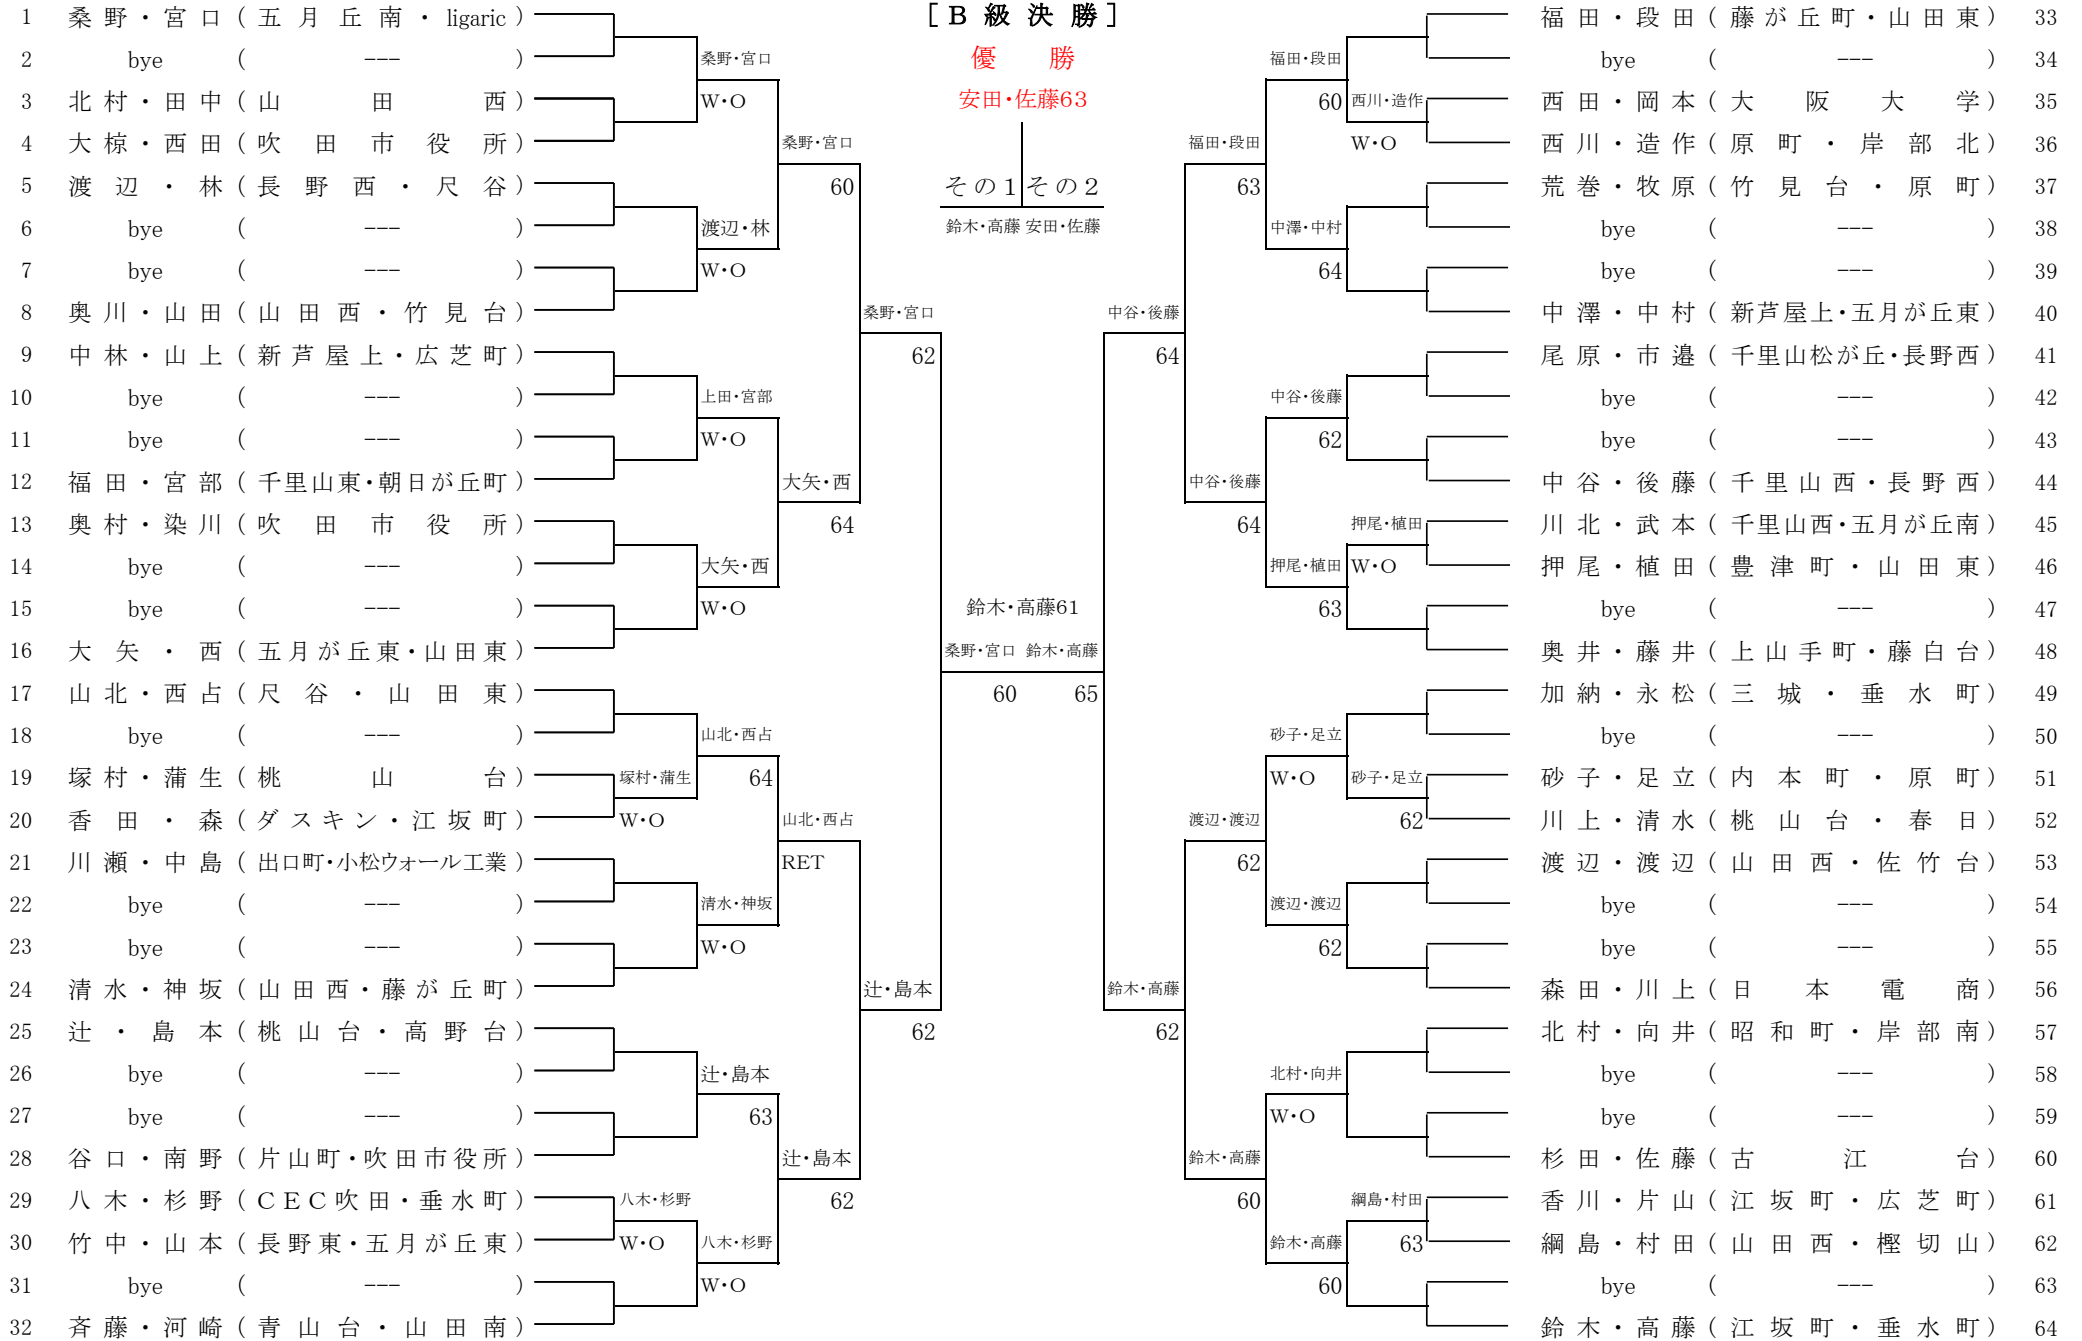 [ B 級 決 勝 ]
優 勝
安田・佐藤63
その1 その2
鈴木・高藤 安田・佐藤
1 桑野・宮口 ( 五月丘南・ligaric )
2 bye ( --- )
桑野・宮口
3 北村・田中 ( 山田西 )
W・O
4 大椋・西田 ( 吹田市役所 )
桑野・宮口
5 渡辺・林 ( 長野西・尺谷 )
60
6 bye ( --- )
渡辺・林
7 bye ( --- )
W・O
8 奥川・山田 ( 山田西・竹見台 )
桑野・宮口
9 中林・山上 ( 新芦屋上・広芝町 )
62
10 bye ( --- )
上田・宮部
11 bye ( --- )
W・O
12 福田・宮部 ( 千里山東・朝日が丘町 )
大矢・西
13 奥村・染川 ( 吹田市役所 )
64
14 bye ( --- )
大矢・西
15 bye ( --- )
W・O
16 大矢・西 ( 五月が丘東・山田東 )
鈴木・高藤61
桑野・宮口 鈴木・高藤
60 65
17 山北・西占 ( 尺谷・山田東 )
18 bye ( --- )
山北・西占
19 塚村・蒲生 ( 桃山台 )
塚村・蒲生
64
20 香田・森 ( ダスキン・江坂町 )
W・O
山北・西占
21 川瀬・中島 ( 出口町・小松ウォール工業 )
RET
22 bye ( --- )
清水・神坂
23 bye ( --- )
W・O
24 清水・神坂 ( 山田西・藤が丘町 )
辻・島本
25 辻・島本 ( 桃山台・高野台 )
62
26 bye ( --- )
辻・島本
27 bye ( --- )
63
28 谷口・南野 ( 片山町・吹田市役所 )
辻・島本
29 八木・杉野 ( CEC吹田・垂水町 )
八木・杉野
62
30 竹中・山本 ( 長野東・五月が丘東 )
W・O
八木・杉野
31 bye ( --- )
W・O
32 斉藤・河崎 ( 青山台・山田南 )
福田・段田 ( 藤が丘町・山田東 ) 33
福田・段田
bye ( --- ) 34
60
西川・造作
西田・岡本 ( 大阪大学 ) 35
福田・段田
W・O
西川・造作 ( 原町・岸部北 ) 36
63
荒巻・牧原 ( 竹見台・原町 ) 37
中澤・中村
bye ( --- ) 38
64
bye ( --- ) 39
中谷・後藤
中澤・中村 ( 新芦屋上・五月が丘東 ) 40
64
尾原・市邉 ( 千里山松が丘・長野西 ) 41
中谷・後藤
bye ( --- ) 42
62
bye ( --- ) 43
中谷・後藤
中谷・後藤 ( 千里山西・長野西 ) 44
64
押尾・植田
川北・武本 ( 千里山西・五月が丘南 ) 45
押尾・植田
W・O
押尾・植田 ( 豊津町・山田東 ) 46
63
bye ( --- ) 47
奥井・藤井 ( 上山手町・藤白台 ) 48
加納・永松 ( 三城・垂水町 ) 49
砂子・足立
bye ( --- ) 50
W・O
砂子・足立
砂子・足立 ( 内本町・原町 ) 51
渡辺・渡辺
62
川上・清水 ( 桃山台・春日 ) 52
62
渡辺・渡辺 ( 山田西・佐竹台 ) 53
渡辺・渡辺
bye ( --- ) 54
62
bye ( --- ) 55
鈴木・高藤
森田・川上 ( 日本電商 ) 56
62
北村・向井 ( 昭和町・岸部南 ) 57
北村・向井
bye ( --- ) 58
W・O
bye ( --- ) 59
鈴木・高藤
杉田・佐藤 ( 古江台 ) 60
60
綱島・村田
香川・片山 ( 江坂町・広芝町 ) 61
鈴木・高藤
63
綱島・村田 ( 山田西・樫切山 ) 62
60
bye ( --- ) 63
鈴木・高藤 ( 江坂町・垂水町 ) 64